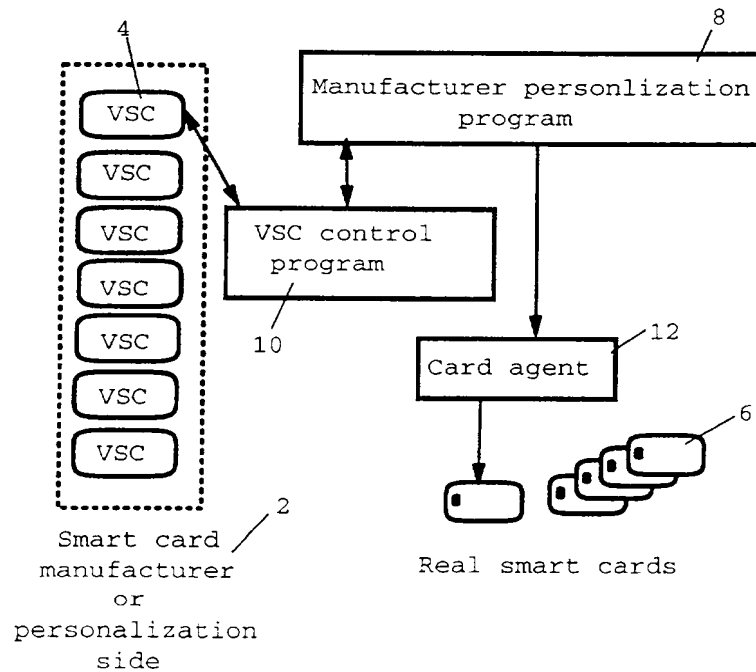 4
8
VSC
VSC
VSC
VSC
VSC
VSC
VSC
Manufacturer personlization
program
VSC control
program
10
Card agent
12
6
Real smart cards
2
Smart card
manufacturer
or
personalization
side